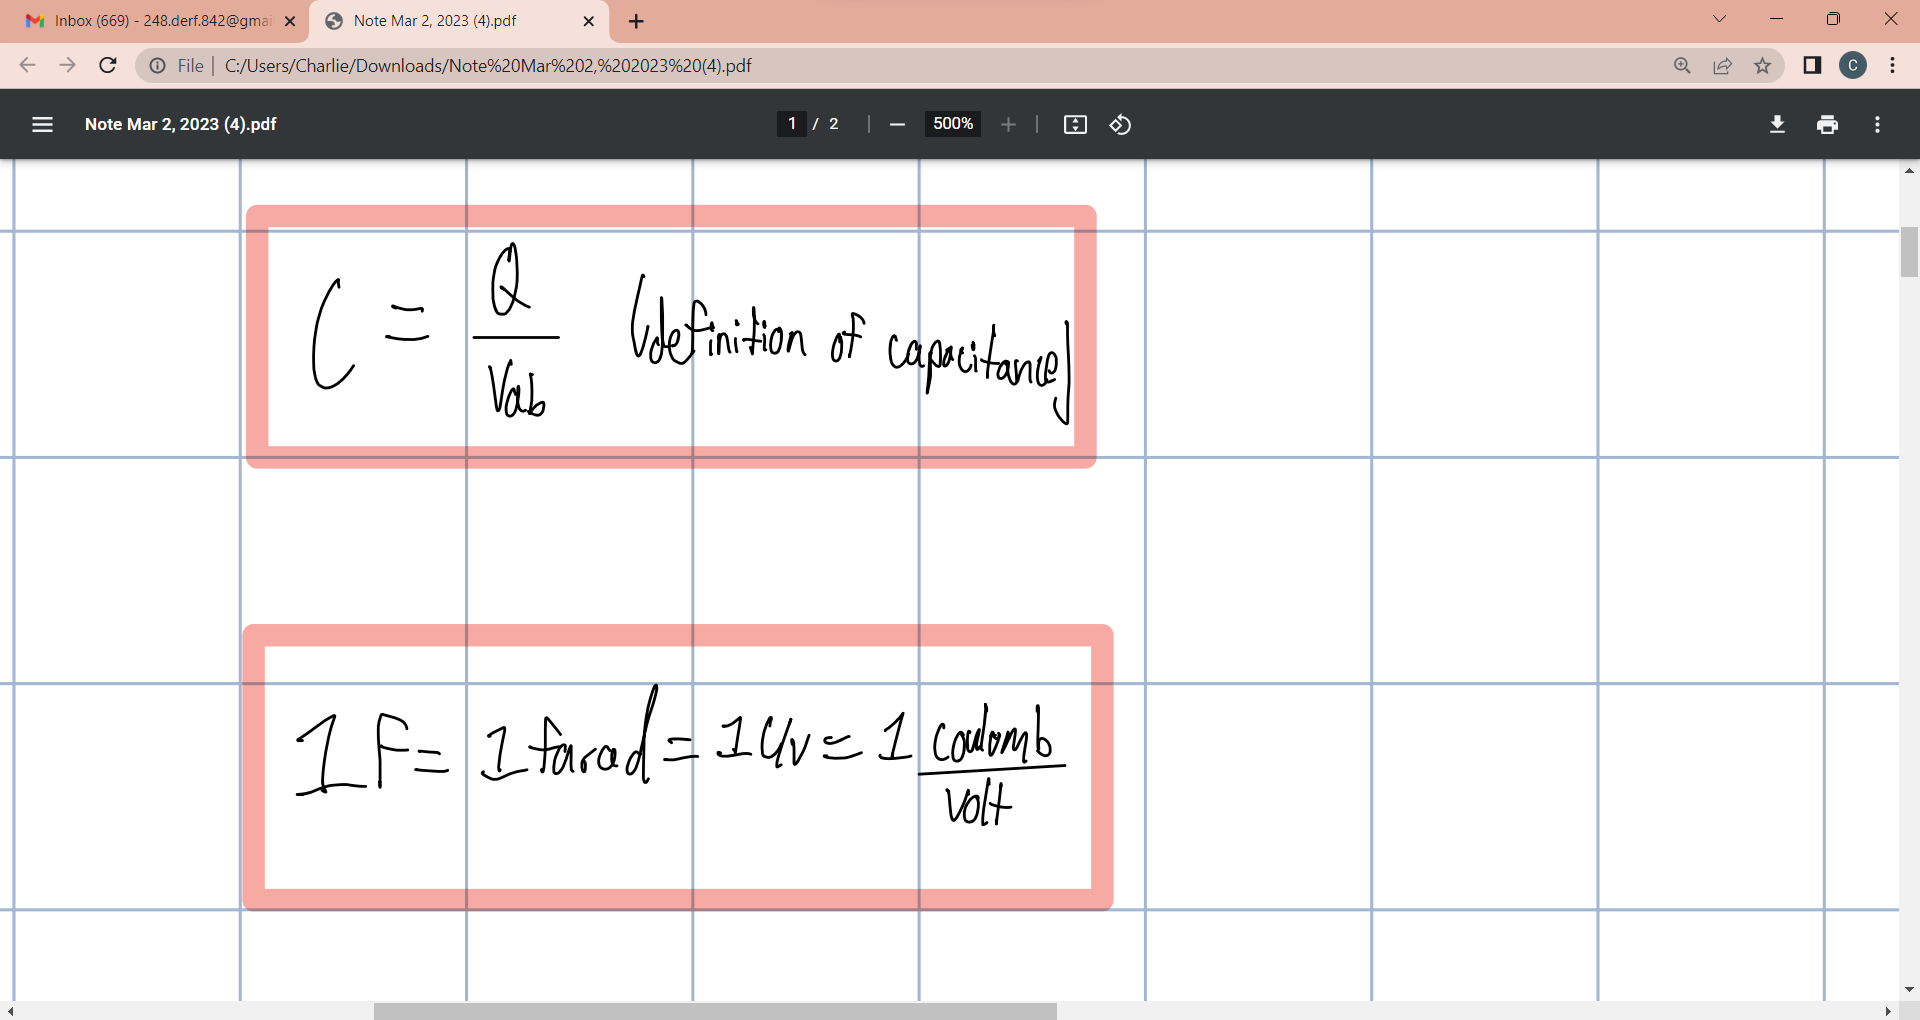 Inbox (669) - 248.derf.842@gmai
Note Mar 2, 2023 (4).pdf
File | C:/Users/Charlie/Downloads/Note%20Mar%202,%202023%20(4).pdf
C
Note Mar 2, 2023 (4).pdf
1 / 2
500%
C = Q / Vab (definition of capacitance)
1 F = 1 farad = 1 C/V = 1 coulomb / volt